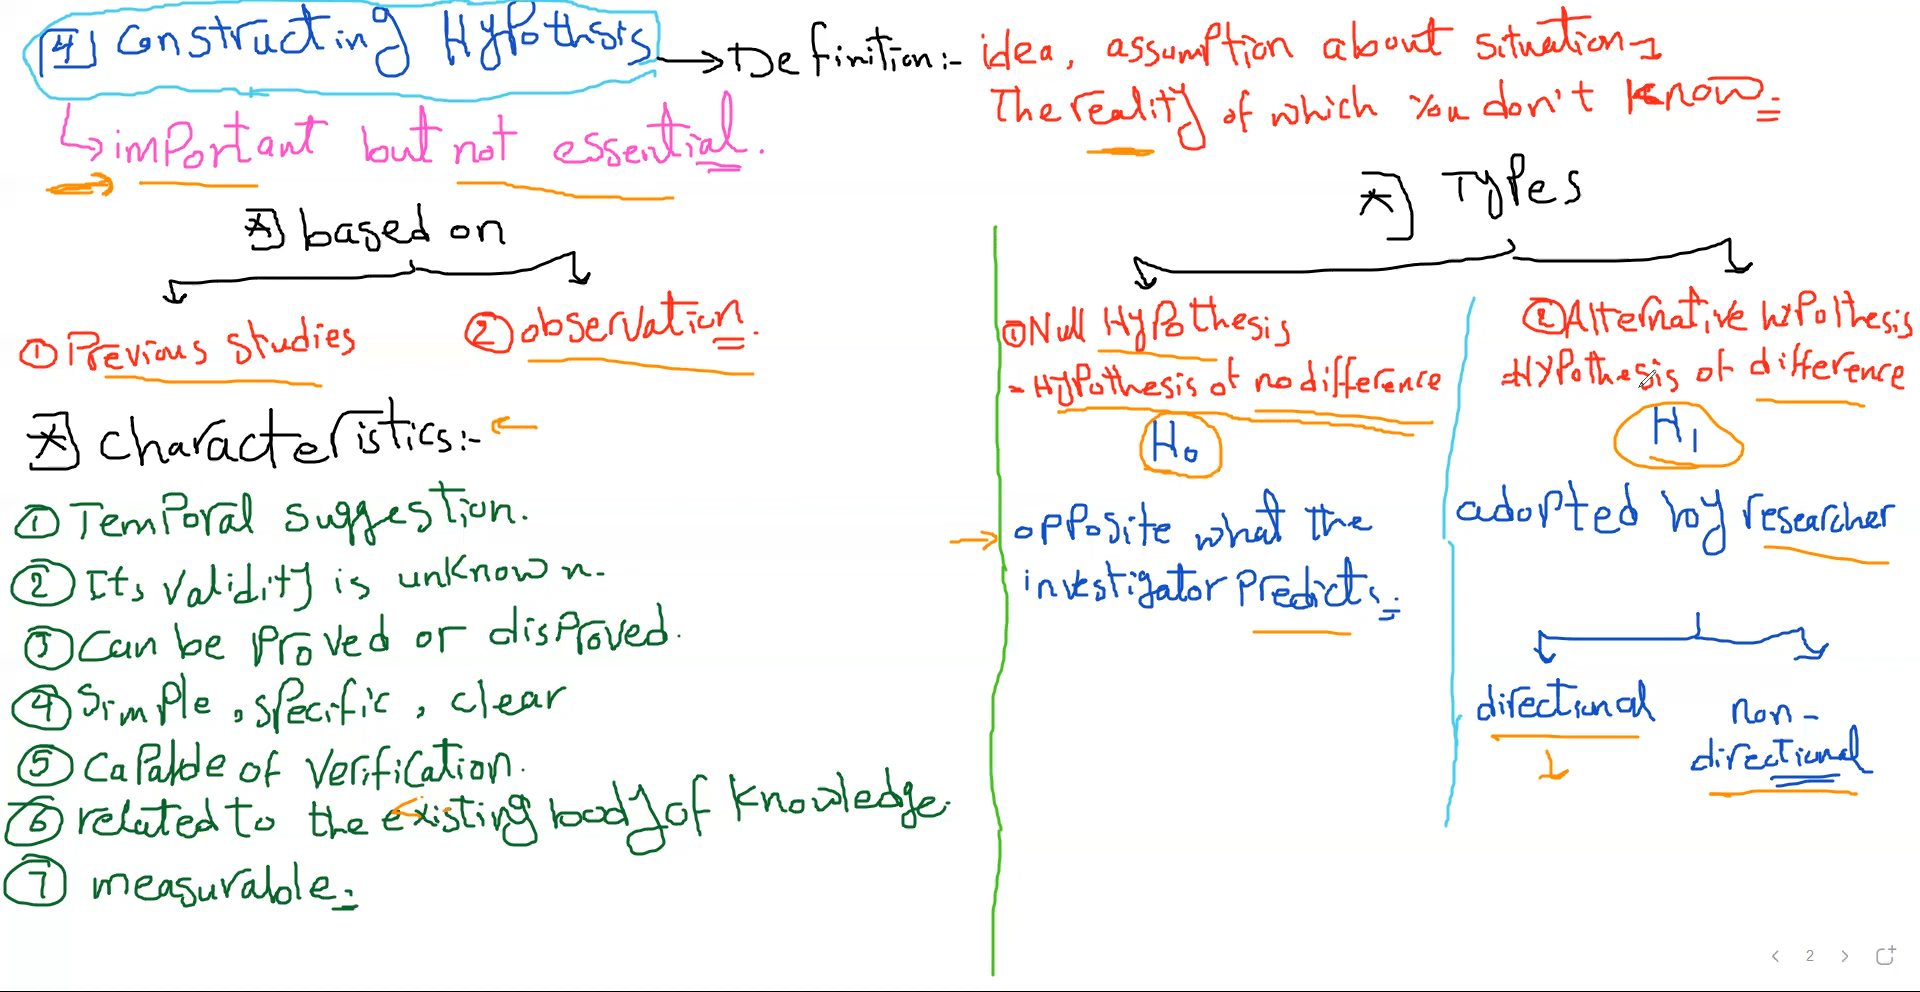 4 Constructing Hypothsis
Definition:- idea, assumption about situation
The reality of which you don't know
important but not essential.
* based on
① Previous studies
② observation.
* characteristics:-
① Temporal suggestion.
② Its validity is unknown.
③ Can be proved or disproved.
④ Simple, specific, clear
⑤ capable of verification.
⑥ related to the existing body of knowledge.
⑦ measurable
* Types
① Null Hypothesis
- Hypothesis of no difference
H₀
opposite what the
investigator predicts
② Alternative hypothesis
Hypothesis of difference
H₁
adopted by researcher
directional
non-
directional
2